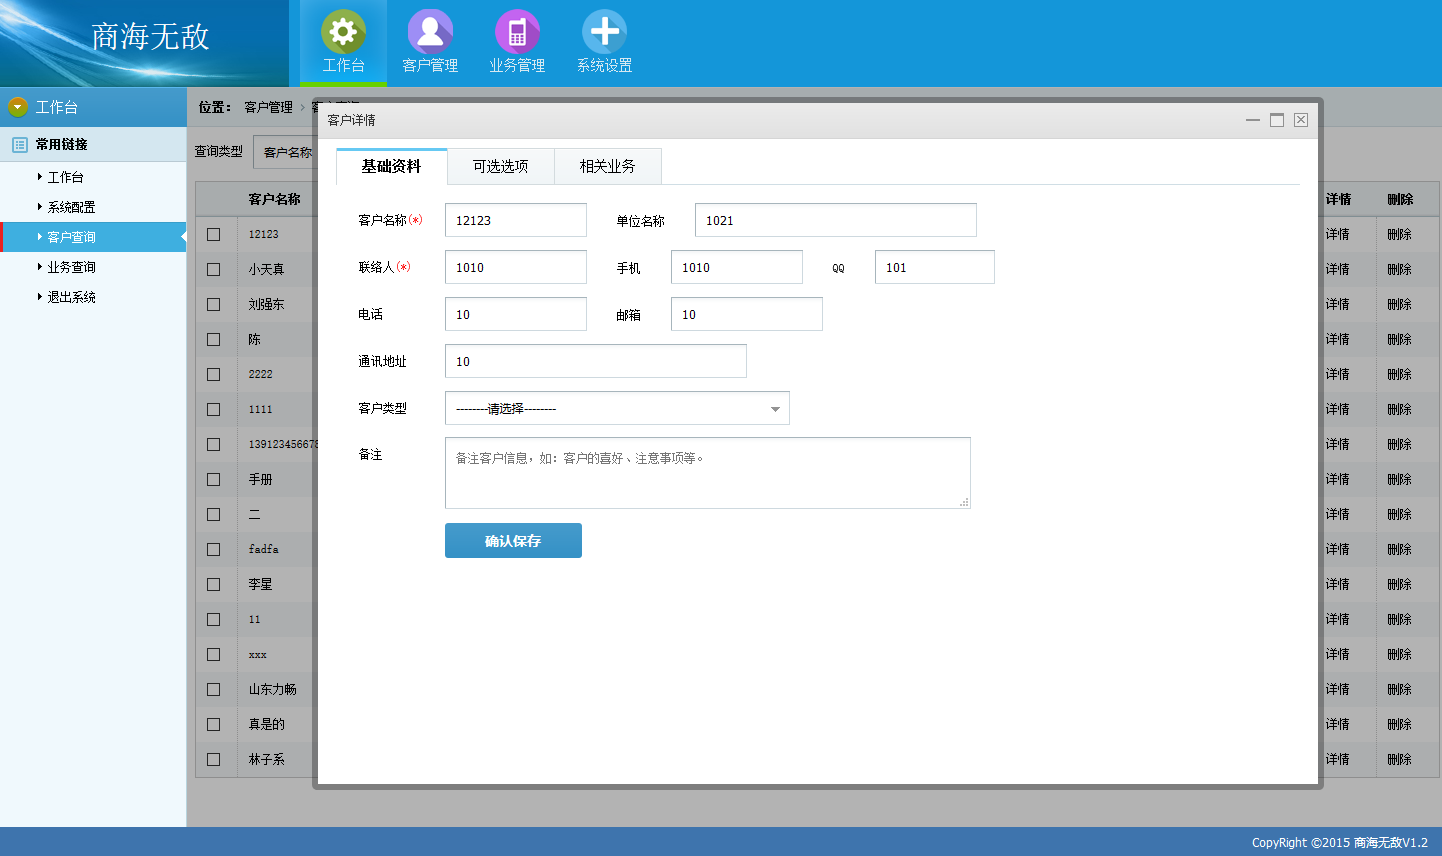 商海无敌
工作台
客户管理
业务管理
系统设置
工作台
常用链接
工作台
系统配置
客户查询
业务查询
退出系统
位置： 客户管理 ›
查询类型 客户名称
客户名称 详情 删除
12123 详情 删除
小天真 详情 删除
刘强东 详情 删除
陈 详情 删除
2222 详情 删除
1111 详情 删除
13912345678 详情 删除
手册 详情 删除
二 详情 删除
fadfa 详情 删除
李星 详情 删除
11 详情 删除
xxx 详情 删除
山东力畅 详情 删除
真是的 详情 删除
林子系 详情 删除
客户详情
基础资料 可选选项 相关业务
客户名称(*) 12123 单位名称 1021
联络人(*) 1010 手机 1010 QQ 101
电话 10 邮箱 10
通讯地址 10
客户类型 --------请选择--------
备注 备注客户信息，如：客户的喜好、注意事项等。
确认保存
CopyRight ©2015 商海无敌V1.2